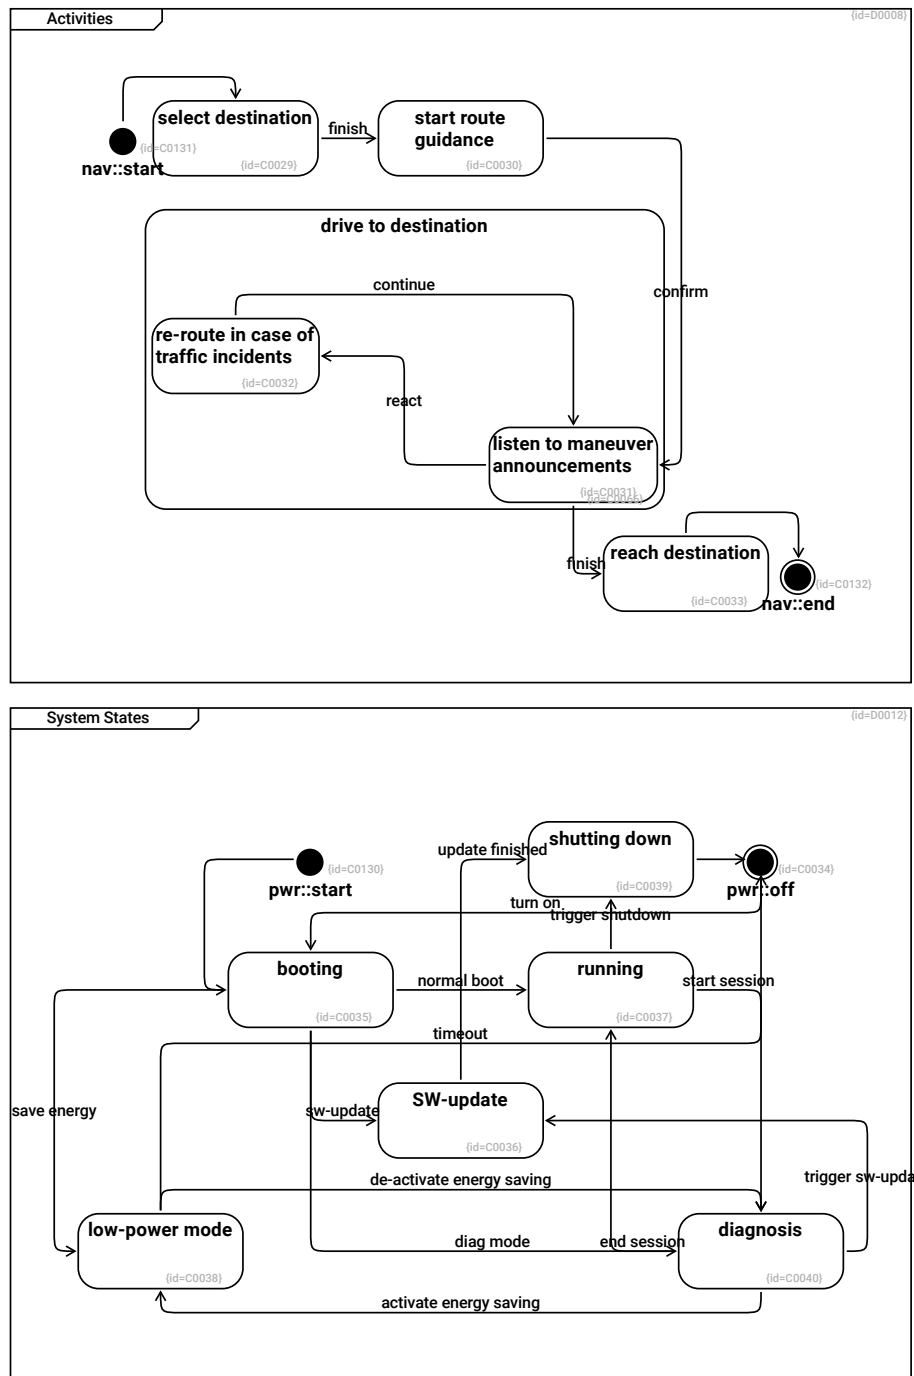 Activities
{id=D0008}
select destination
finish
start route
guidance
{id=C0131}
nav::start
{id=C0029}
{id=C0030}
drive to destination
continue
confirm
re-route in case of
traffic incidents
{id=C0032}
react
listen to maneuver
announcements
{id=C0031}
{id=C0066}
finish
reach destination
{id=C0132}
{id=C0033}
nav::end
System States
{id=D0012}
shutting down
update finished
{id=C0130}
{id=C0034}
pwr::start
{id=C0039}
pwr::off
turn on
trigger shutdown
booting
running
normal boot
start session
{id=C0035}
{id=C0037}
timeout
SW-update
save energy
sw-update
{id=C0036}
de-activate energy saving
trigger sw-upda
low-power mode
diagnosis
diag mode
end session
{id=C0038}
{id=C0040}
activate energy saving